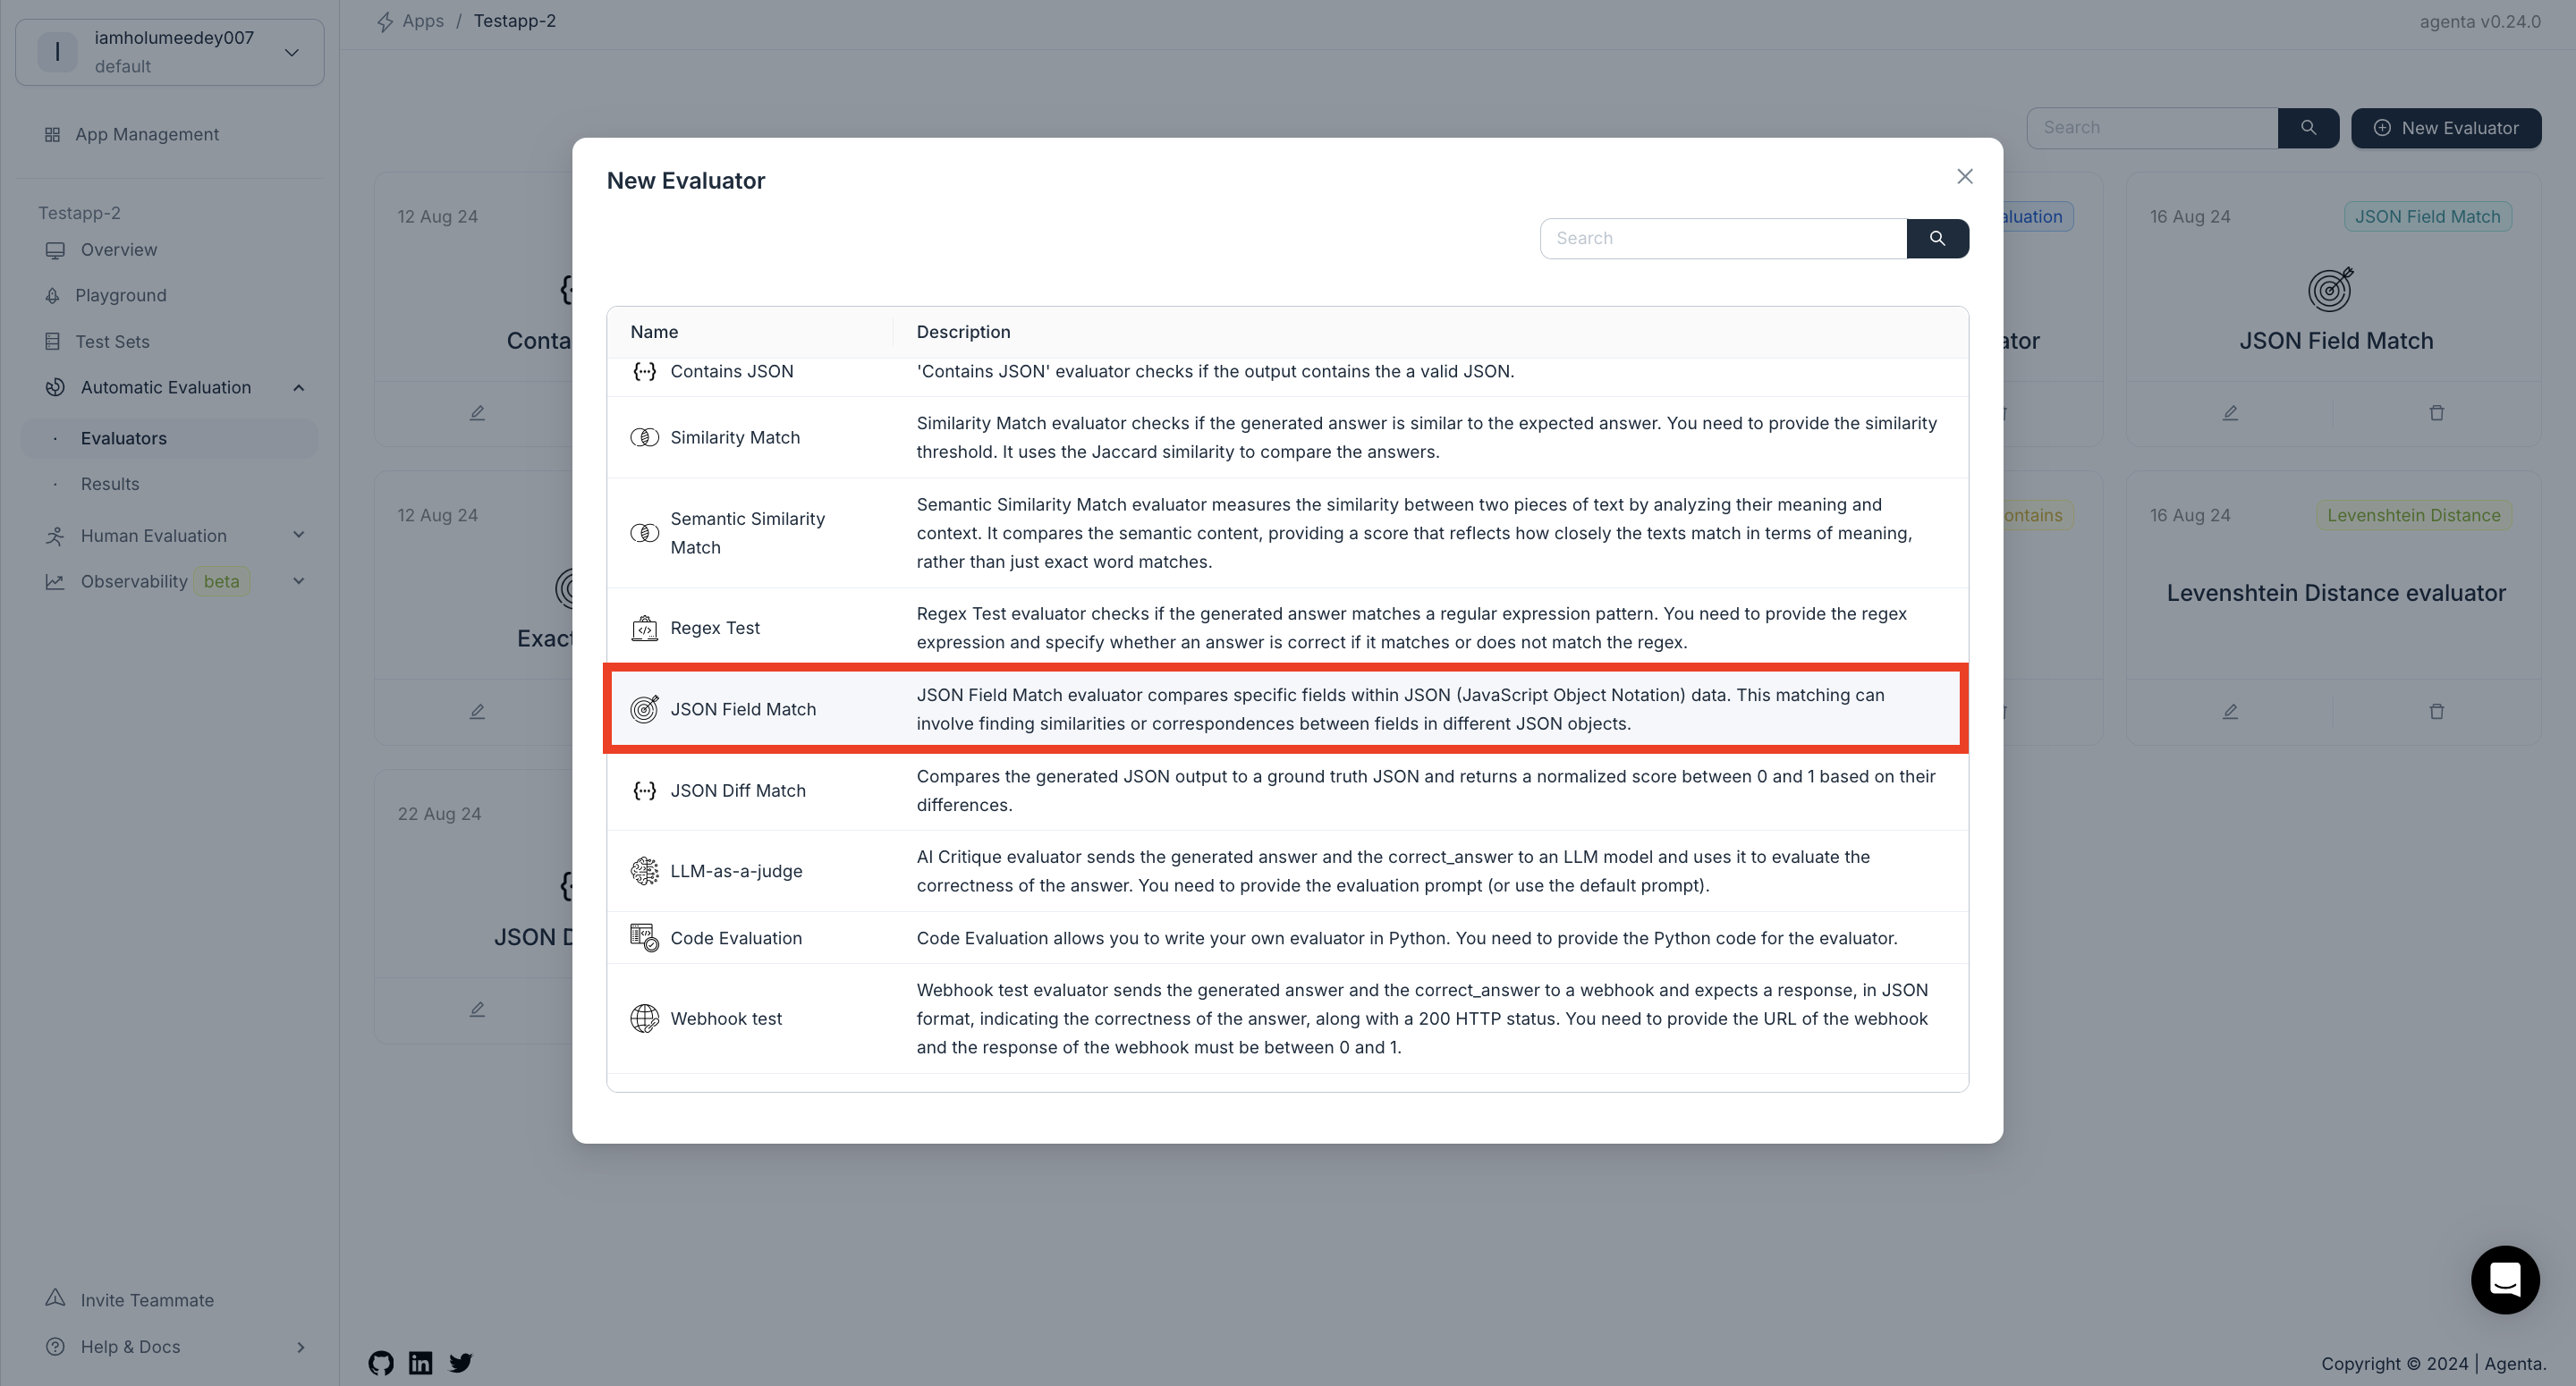 I
iamholumeedey007
default
App Management
Testapp-2
Overview
Playground
Test Sets
Automatic Evaluation
· Evaluators
· Results
Human Evaluation
Observability beta
Invite Teammate
Help & Docs
Apps / Testapp-2
agenta v0.24.0
Search
New Evaluator
12 Aug 24
Conta
12 Aug 24
Exact
22 Aug 24
JSON D
aluation
ator
16 Aug 24
JSON Field Match
JSON Field Match
ontains
16 Aug 24
Levenshtein Distance
Levenshtein Distance evaluator
New Evaluator
Search
Name
Description
Contains JSON
'Contains JSON' evaluator checks if the output contains the a valid JSON.
Similarity Match
Similarity Match evaluator checks if the generated answer is similar to the expected answer. You need to provide the similarity
threshold. It uses the Jaccard similarity to compare the answers.
Semantic Similarity
Match
Semantic Similarity Match evaluator measures the similarity between two pieces of text by analyzing their meaning and
context. It compares the semantic content, providing a score that reflects how closely the texts match in terms of meaning,
rather than just exact word matches.
Regex Test
Regex Test evaluator checks if the generated answer matches a regular expression pattern. You need to provide the regex
expression and specify whether an answer is correct if it matches or does not match the regex.
JSON Field Match
JSON Field Match evaluator compares specific fields within JSON (JavaScript Object Notation) data. This matching can
involve finding similarities or correspondences between fields in different JSON objects.
JSON Diff Match
Compares the generated JSON output to a ground truth JSON and returns a normalized score between 0 and 1 based on their
differences.
LLM-as-a-judge
AI Critique evaluator sends the generated answer and the correct_answer to an LLM model and uses it to evaluate the
correctness of the answer. You need to provide the evaluation prompt (or use the default prompt).
Code Evaluation
Code Evaluation allows you to write your own evaluator in Python. You need to provide the Python code for the evaluator.
Webhook test
Webhook test evaluator sends the generated answer and the correct_answer to a webhook and expects a response, in JSON
format, indicating the correctness of the answer, along with a 200 HTTP status. You need to provide the URL of the webhook
and the response of the webhook must be between 0 and 1.
Copyright © 2024 | Agenta.